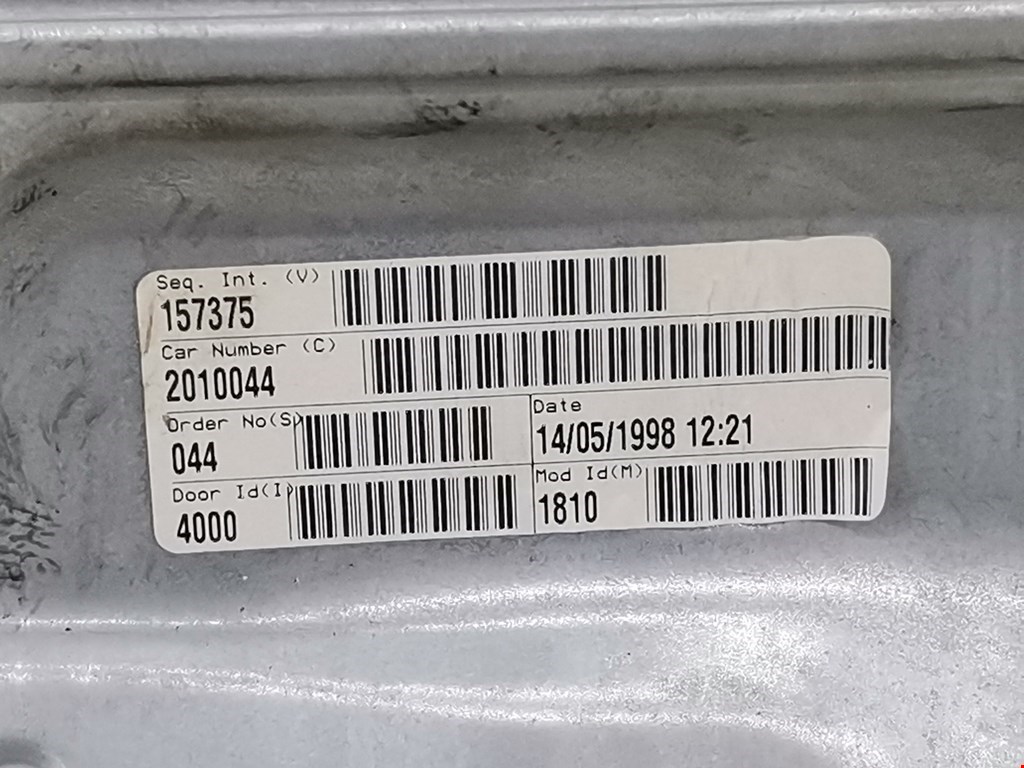 Seq. Int. (V)
157375
Car Number (C)
2010044
Order No(S)
044
Date
14/05/1998 12:21
Door Id(I)
4000
Mod Id(M)
1810